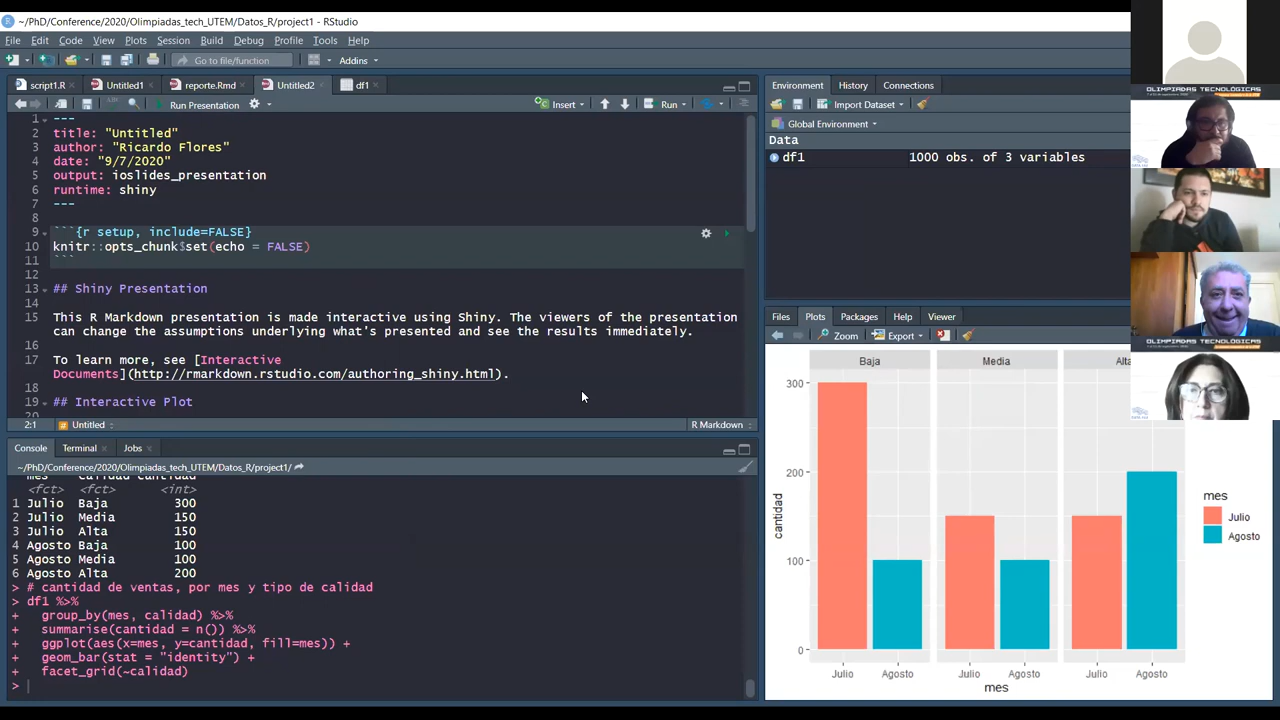 ~/PhD/Conference/2020/Olimpiadas_tech_UTEM/Datos_R/project1 - RStudio
File Edit Code View Plots Session Build Debug Profile Tools Help
Go to file/function Addins
script1.R Untitled1 reporte.Rmd Untitled2 df1
Run Presentation Insert Run
1 ---
2 title: "Untitled"
3 author: "Ricardo Flores"
4 date: "9/7/2020"
5 output: ioslides_presentation
6 runtime: shiny
7 ---
8
9 ```{r setup, include=FALSE}
10 knitr::opts_chunk$set(echo = FALSE)
11 ```
12
13 ## Shiny Presentation
14
15 This R Markdown presentation is made interactive using Shiny. The viewers of the presentation
can change the assumptions underlying what's presented and see the results immediately.
16
17 To learn more, see [Interactive
Documents](http://rmarkdown.rstudio.com/authoring_shiny.html).
18
19 ## Interactive Plot
20
2:1 Untitled R Markdown
Console Terminal Jobs
~/PhD/Conference/2020/Olimpiadas_tech_UTEM/Datos_R/project1/
<fct> <fct> <int>
1 Julio Baja 300
2 Julio Media 150
3 Julio Alta 150
4 Agosto Baja 100
5 Agosto Media 100
6 Agosto Alta 200
> # cantidad de ventas, por mes y tipo de calidad
> df1 %>%
+ group_by(mes, calidad) %>%
+ summarise(cantidad = n()) %>%
+ ggplot(aes(x=mes, y=cantidad, fill=mes)) +
+ geom_bar(stat = "identity") +
+ facet_grid(~calidad)
>
Environment History Connections
Import Dataset
Global Environment
Data
df1 1000 obs. of 3 variables
Files Plots Packages Help Viewer
Zoom Export
Baja Media Alta
300
200
100
0
cantidad
Julio Agosto Julio Agosto Julio Agosto
mes
mes
Julio
Agosto
OLIMPIADAS TECNOLÓGICAS
OLIMPIADAS TECNOLÓGICAS